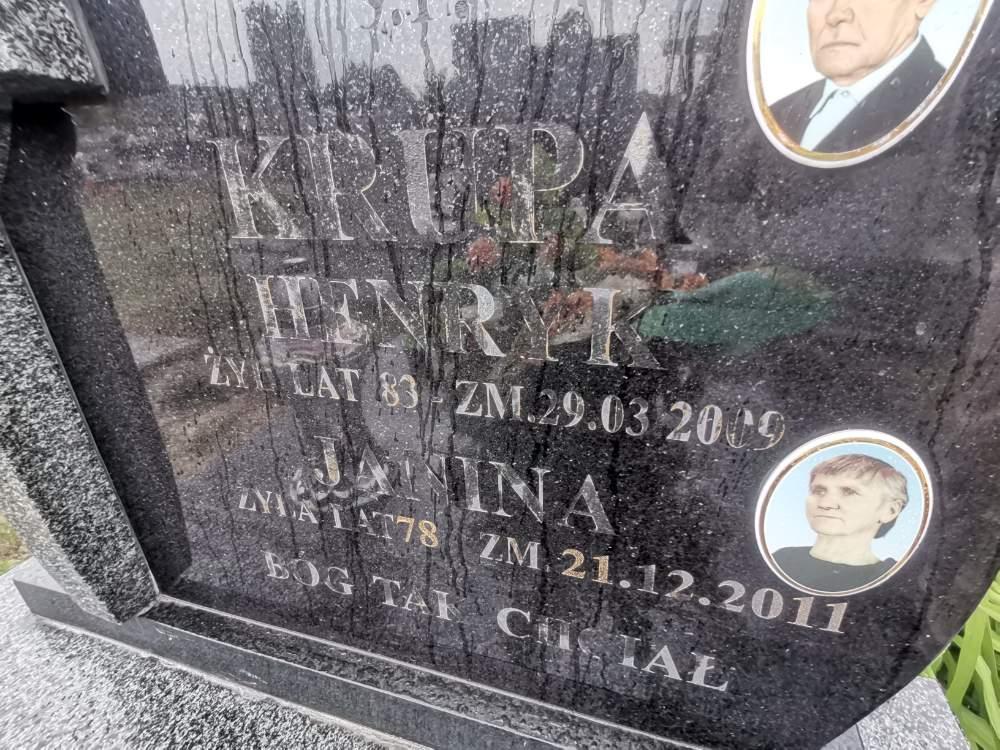 Ś.P.
KRUPA
HENRYK
ŻYŁ LAT 83 - ZM.29.03.2009
JANINA
ŻYŁA LAT 78 ZM.21.12.2011
BÓG TAK CHCIAŁ